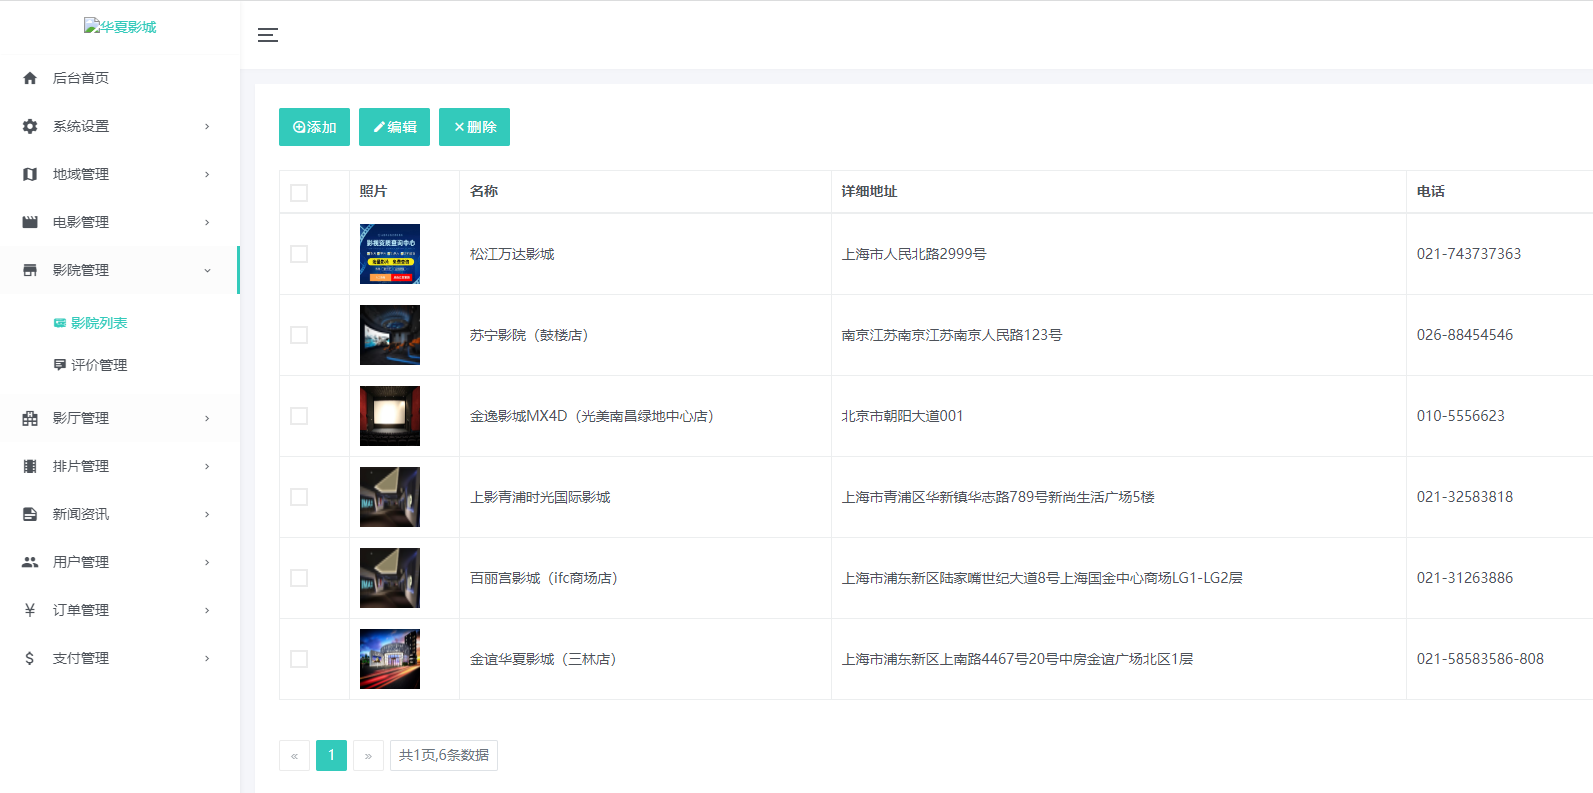 华夏影城
后台首页
系统设置
地域管理
电影管理
影院管理
影院列表
评价管理
影厅管理
排片管理
新闻资讯
用户管理
订单管理
支付管理
添加 编辑 删除
照片 名称 详细地址 电话
影视资质查询中心
松江万达影城 上海市人民北路2999号 021-743737363
苏宁影院（鼓楼店） 南京江苏南京江苏南京人民路123号 026-88454546
金逸影城MX4D（光美南昌绿地中心店） 北京市朝阳大道001 010-5556623
上影青浦时光国际影城 上海市青浦区华新镇华志路789号新尚生活广场5楼 021-32583818
百丽宫影城（ifc商场店） 上海市浦东新区陆家嘴世纪大道8号上海国金中心商场LG1-LG2层 021-31263886
金谊华夏影城（三林店） 上海市浦东新区上南路4467号20号中房金谊广场北区1层 021-58583586-808
« 1 » 共1页,6条数据